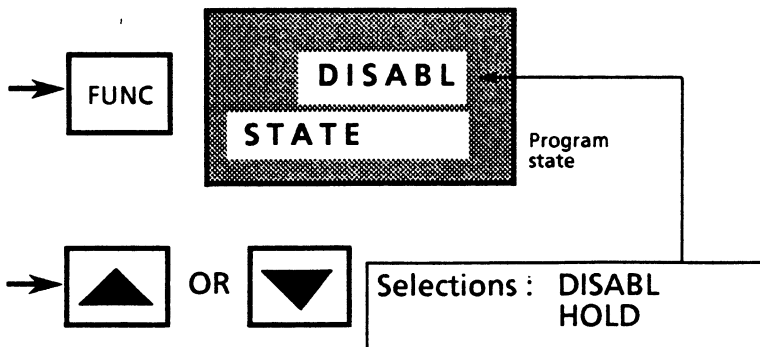 FUNC
DISABL
STATE
Program
state
OR
Selections : DISABL
HOLD